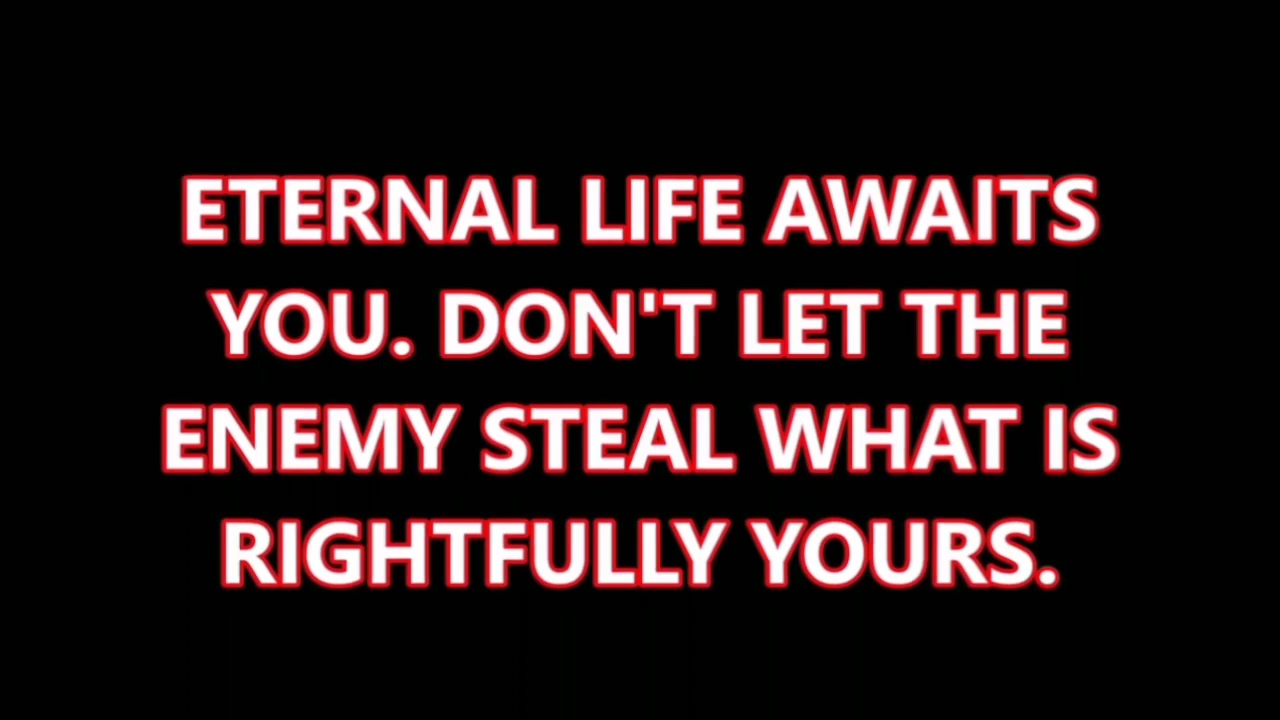 ETERNAL LIFE AWAITS
YOU. DON'T LET THE
ENEMY STEAL WHAT IS
RIGHTFULLY YOURS.